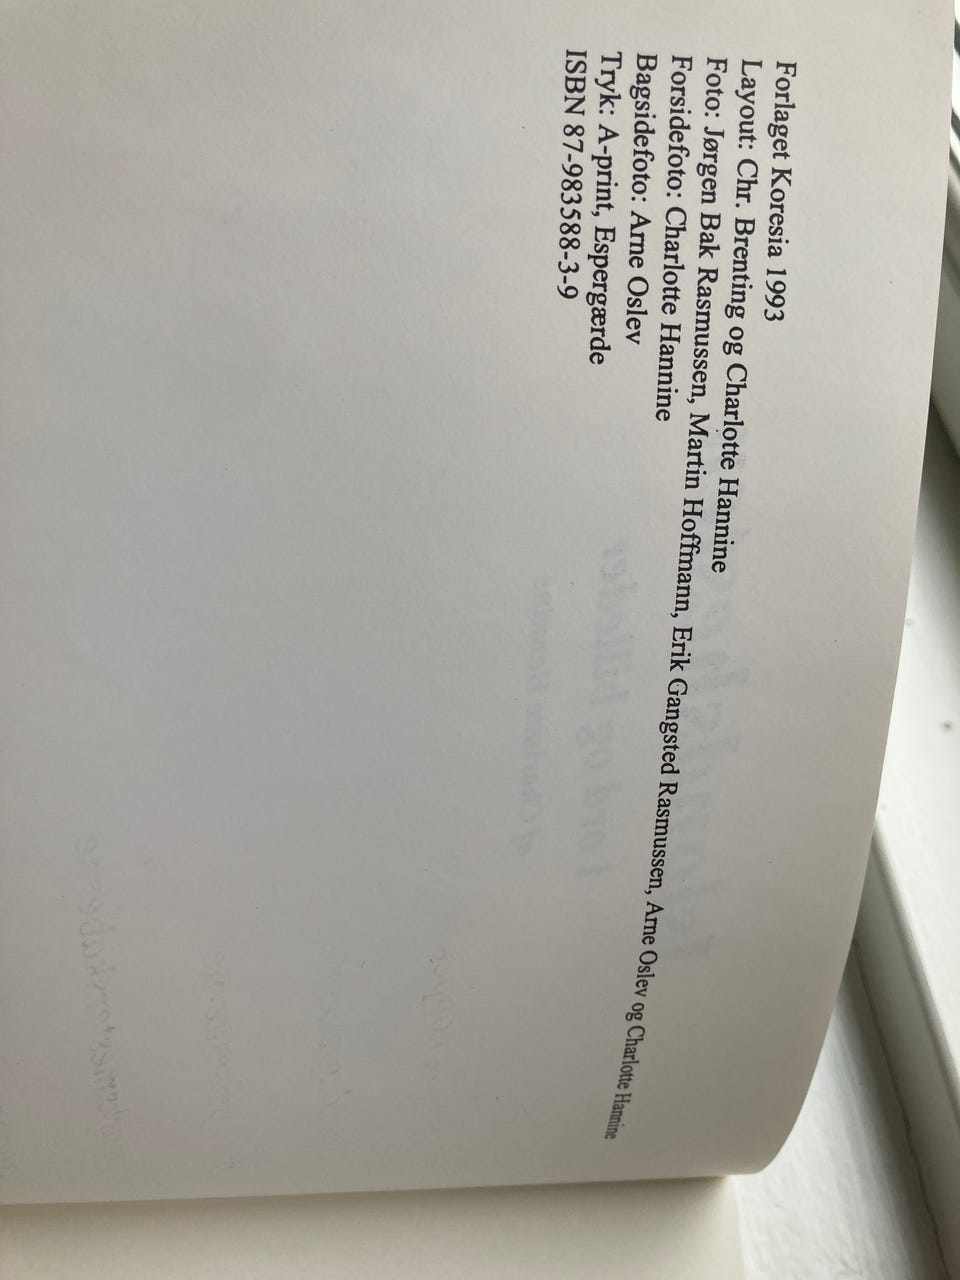 Forlaget Koresia 1993
Layout: Chr. Brenting og Charlotte Hannine
Foto: Jørgen Bak Rasmussen, Martin Hoffmann, Erik Gangsted Rasmussen, Arne Oslev og Charlotte Hannine
Forsidefoto: Charlotte Hannine
Bagsidefoto: Arne Oslev
Tryk: A-print, Espergærde
ISBN 87-983588-3-9